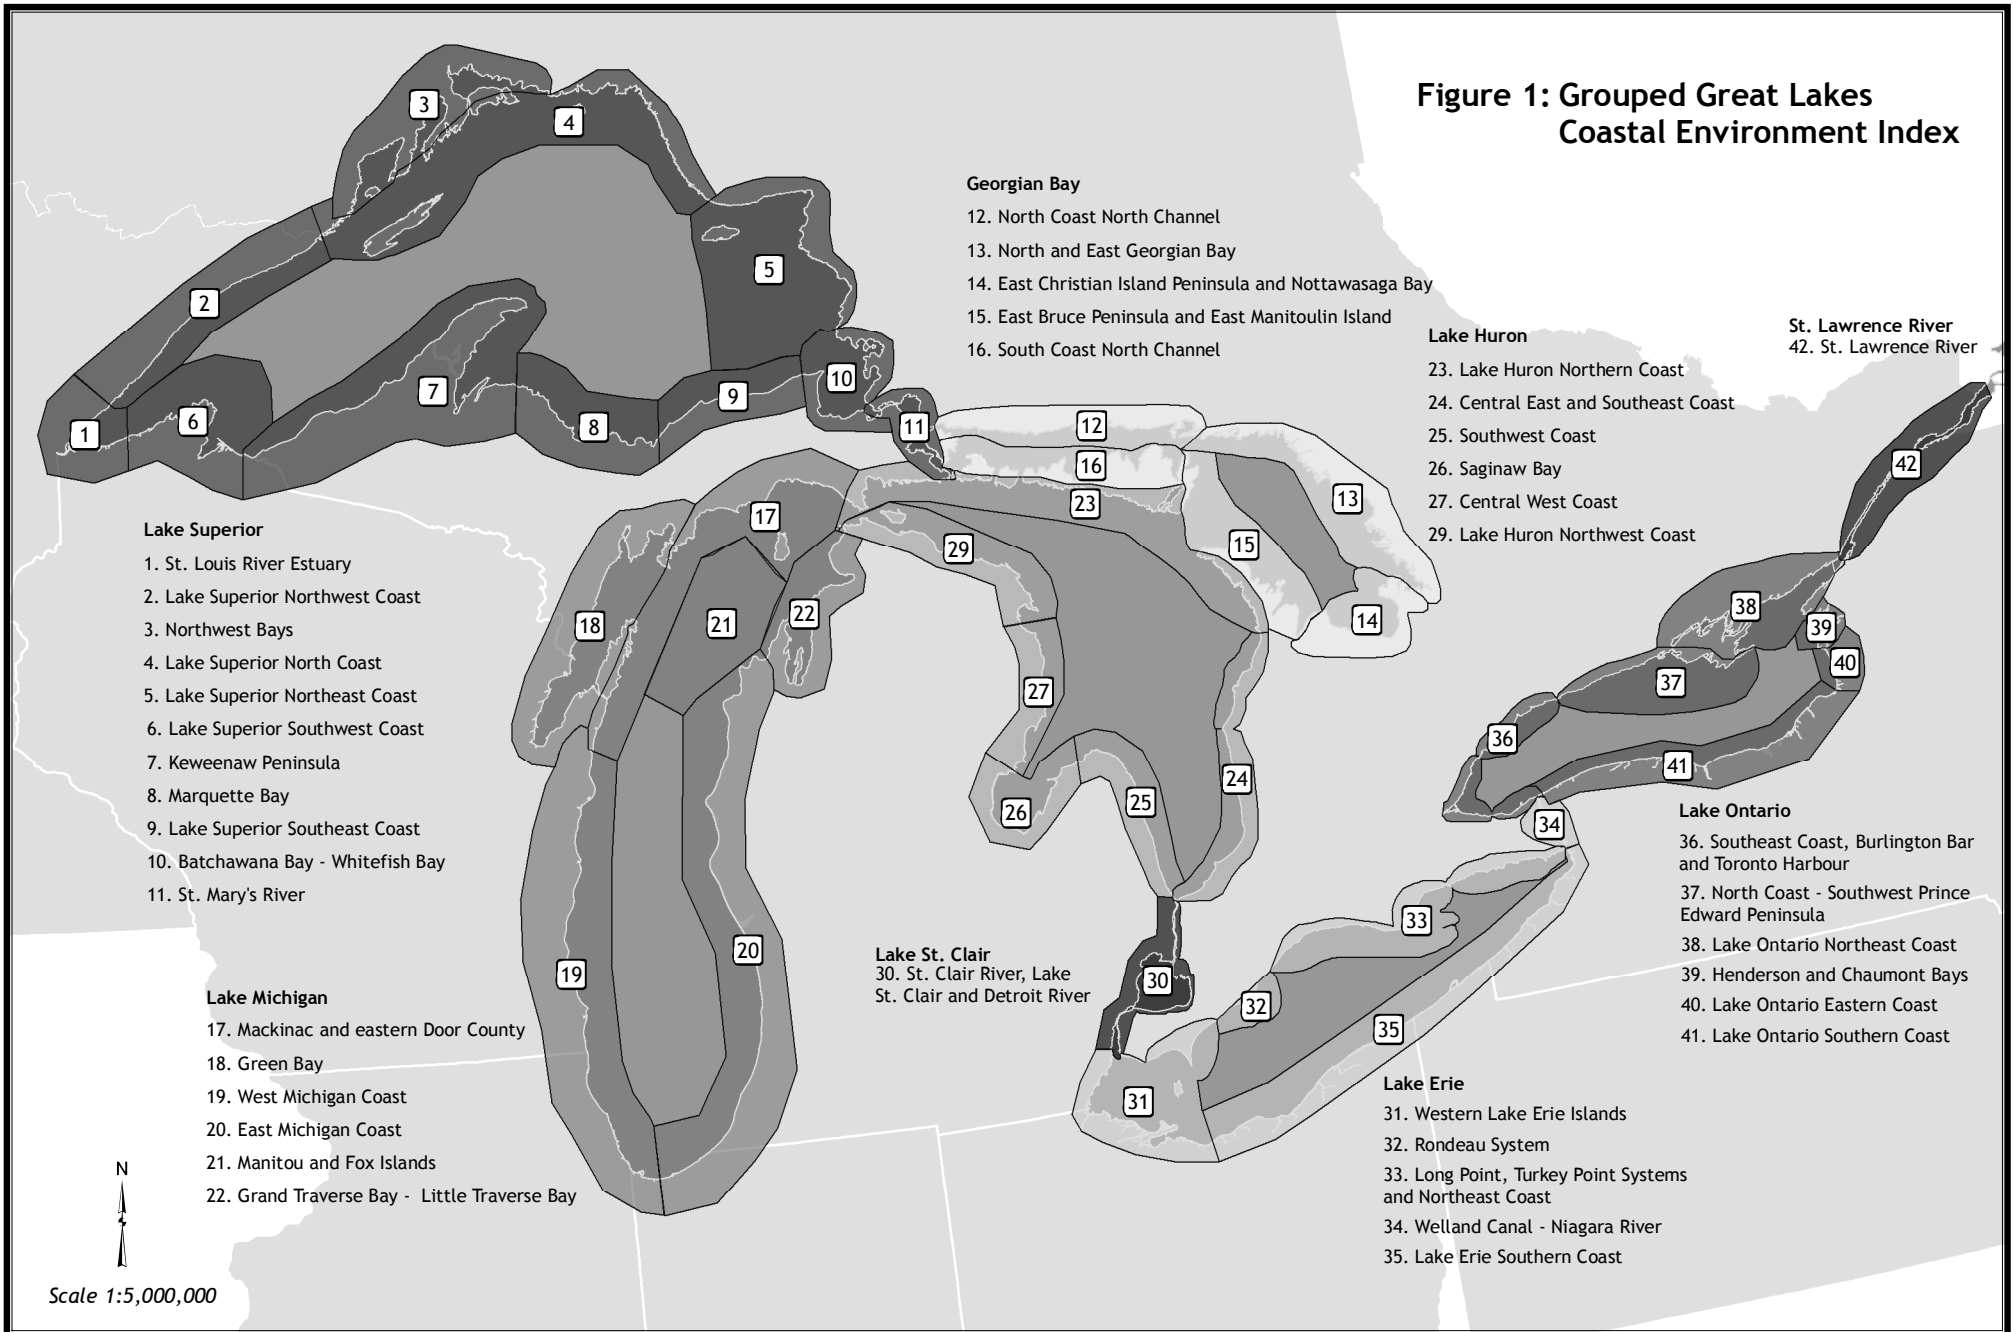 Figure 1: Grouped Great Lakes
Coastal Environment Index
Georgian Bay
12. North Coast North Channel
13. North and East Georgian Bay
14. East Christian Island Peninsula and Nottawasaga Bay
15. East Bruce Peninsula and East Manitoulin Island
16. South Coast North Channel
Lake Huron
23. Lake Huron Northern Coast
24. Central East and Southeast Coast
25. Southwest Coast
26. Saginaw Bay
27. Central West Coast
29. Lake Huron Northwest Coast
St. Lawrence River
42. St. Lawrence River
Lake Superior
1. St. Louis River Estuary
2. Lake Superior Northwest Coast
3. Northwest Bays
4. Lake Superior North Coast
5. Lake Superior Northeast Coast
6. Lake Superior Southwest Coast
7. Keweenaw Peninsula
8. Marquette Bay
9. Lake Superior Southeast Coast
10. Batchawana Bay - Whitefish Bay
11. St. Mary's River
Lake Michigan
17. Mackinac and eastern Door County
18. Green Bay
19. West Michigan Coast
20. East Michigan Coast
21. Manitou and Fox Islands
22. Grand Traverse Bay - Little Traverse Bay
Lake St. Clair
30. St. Clair River, Lake
St. Clair and Detroit River
Lake Ontario
36. Southeast Coast, Burlington Bar
and Toronto Harbour
37. North Coast - Southwest Prince
Edward Peninsula
38. Lake Ontario Northeast Coast
39. Henderson and Chaumont Bays
40. Lake Ontario Eastern Coast
41. Lake Ontario Southern Coast
Lake Erie
31. Western Lake Erie Islands
32. Rondeau System
33. Long Point, Turkey Point Systems
and Northeast Coast
34. Welland Canal - Niagara River
35. Lake Erie Southern Coast
N
Scale 1:5,000,000
3
4
5
2
7
10
9
6
8
1
11
12
16
13
23
17
29
15
14
18
21
22
27
26
25
24
20
19
30
33
32
35
31
34
42
38
39
40
37
36
41